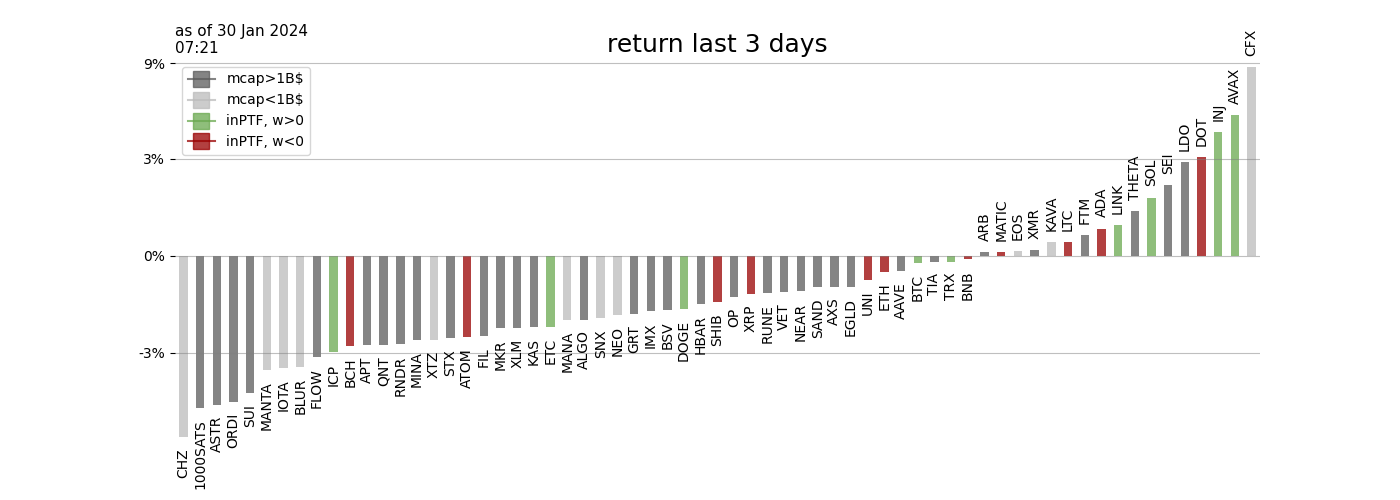 as of 30 Jan 2024
07:21
return last 3 days
9%
3%
0%
-3%
mcap>1B$
mcap<1B$
inPTF, w>0
inPTF, w<0
CHZ
1000SATS
ASTR
ORDI
SUI
MANTA
IOTA
BLUR
FLOW
ICP
BCH
APT
QNT
RNDR
MINA
XTZ
STX
ATOM
FIL
MKR
XLM
KAS
ETC
MANA
ALGO
SNX
NEO
GRT
IMX
BSV
DOGE
HBAR
SHIB
OP
XRP
RUNE
VET
NEAR
SAND
AXS
EGLD
UNI
ETH
AAVE
BTC
TIA
TRX
BNB
ARB
MATIC
EOS
XMR
KAVA
LTC
FTM
ADA
LINK
THETA
SOL
SEI
LDO
DOT
INJ
AVAX
CFX